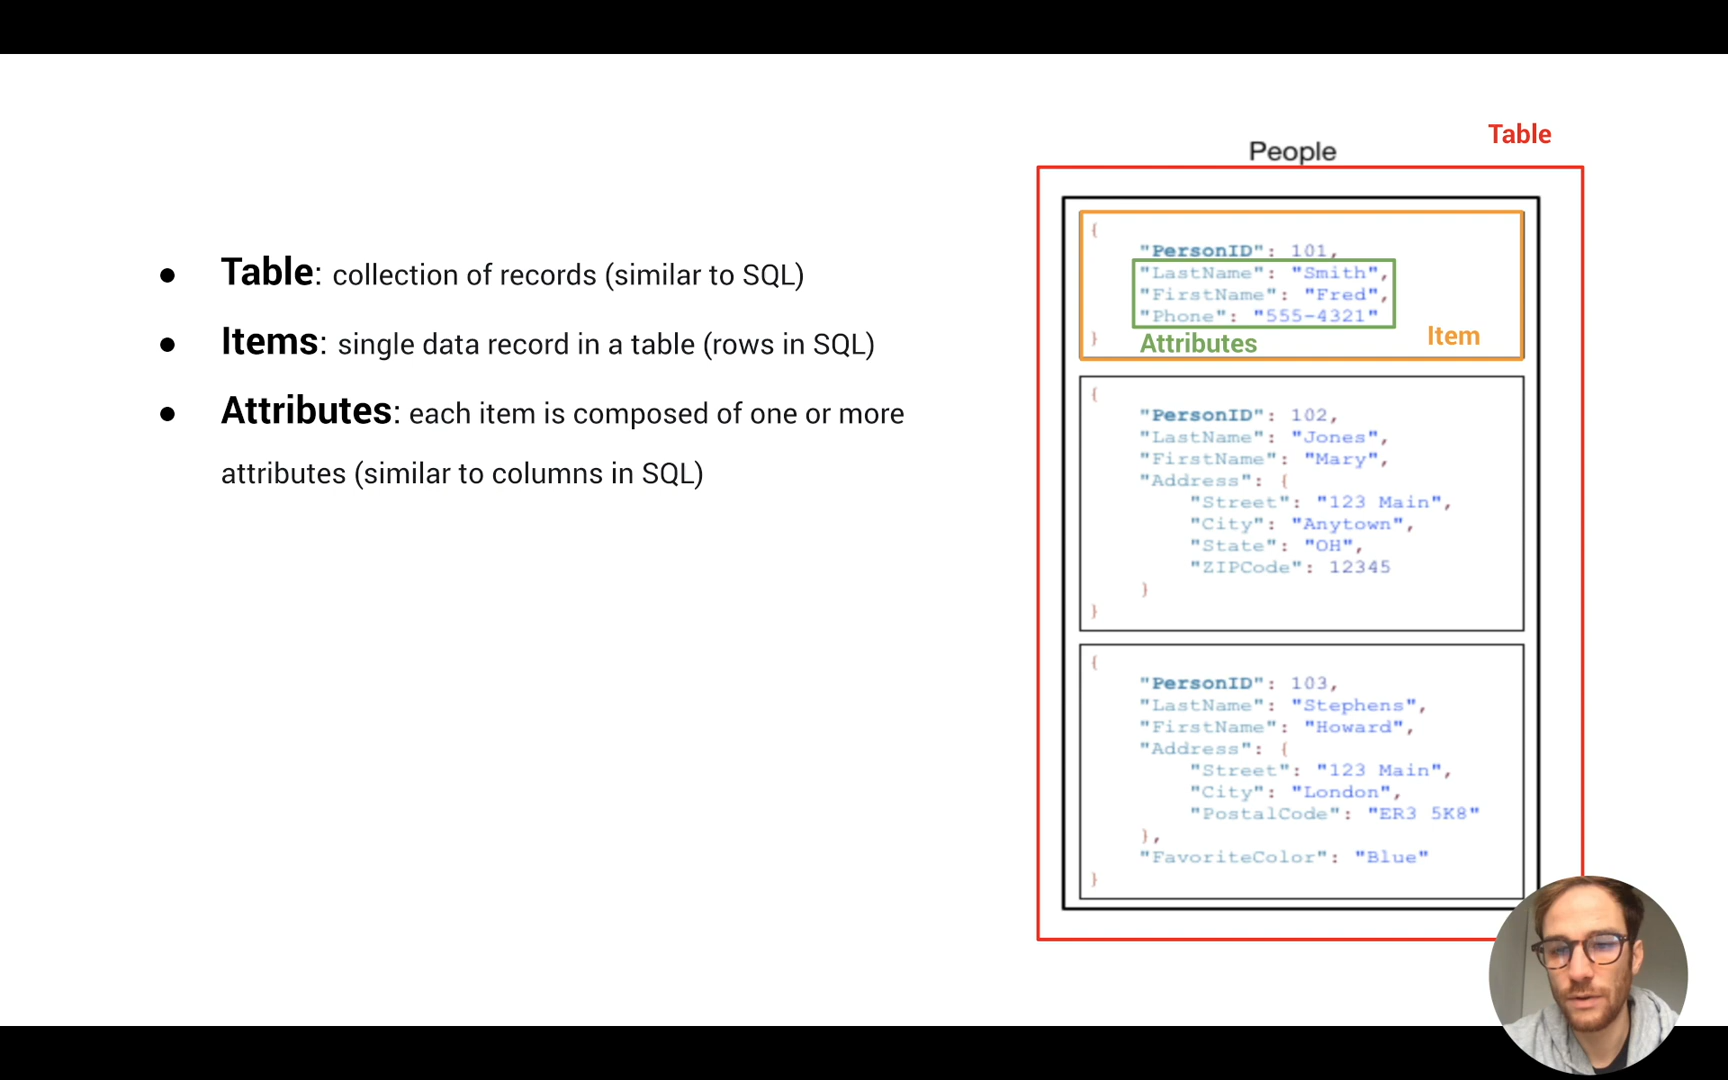 ● Table: collection of records (similar to SQL)
● Items: single data record in a table (rows in SQL)
● Attributes: each item is composed of one or more
attributes (similar to columns in SQL)
Table
People
{
"PersonID": 101,
"LastName": "Smith",
"FirstName": "Fred",
"Phone": "555-4321"
}
Attributes
Item
{
"PersonID": 102,
"LastName": "Jones",
"FirstName": "Mary",
"Address": {
"Street": "123 Main",
"City": "Anytown",
"State": "OH",
"ZIPCode": 12345
}
}
{
"PersonID": 103,
"LastName": "Stephens",
"FirstName": "Howard",
"Address": {
"Street": "123 Main",
"City": "London",
"PostalCode": "ER3 5K8"
},
"FavoriteColor": "Blue"
}